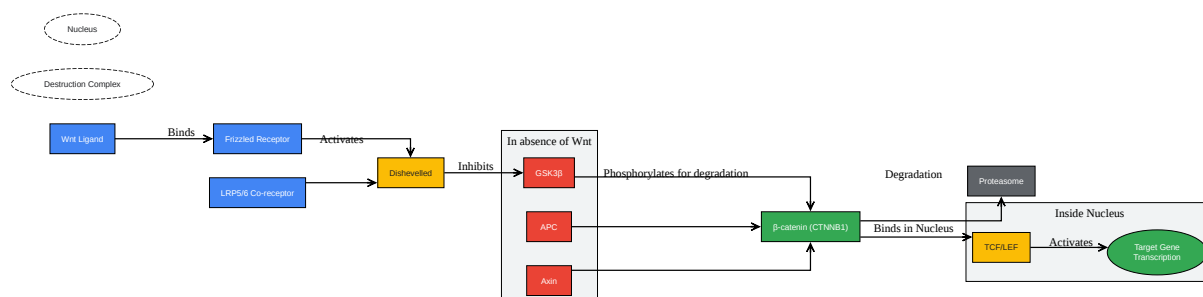 Nucleus
Destruction Complex
Wnt Ligand
Binds
Frizzled Receptor
Activates
LRP5/6 Co-receptor
Dishevelled
Inhibits
In absence of Wnt
GSK3β
Phosphorylates for degradation
APC
Axin
β-catenin (CTNNB1)
Degradation
Proteasome
Binds in Nucleus
Inside Nucleus
TCF/LEF
Activates
Target Gene
Transcription